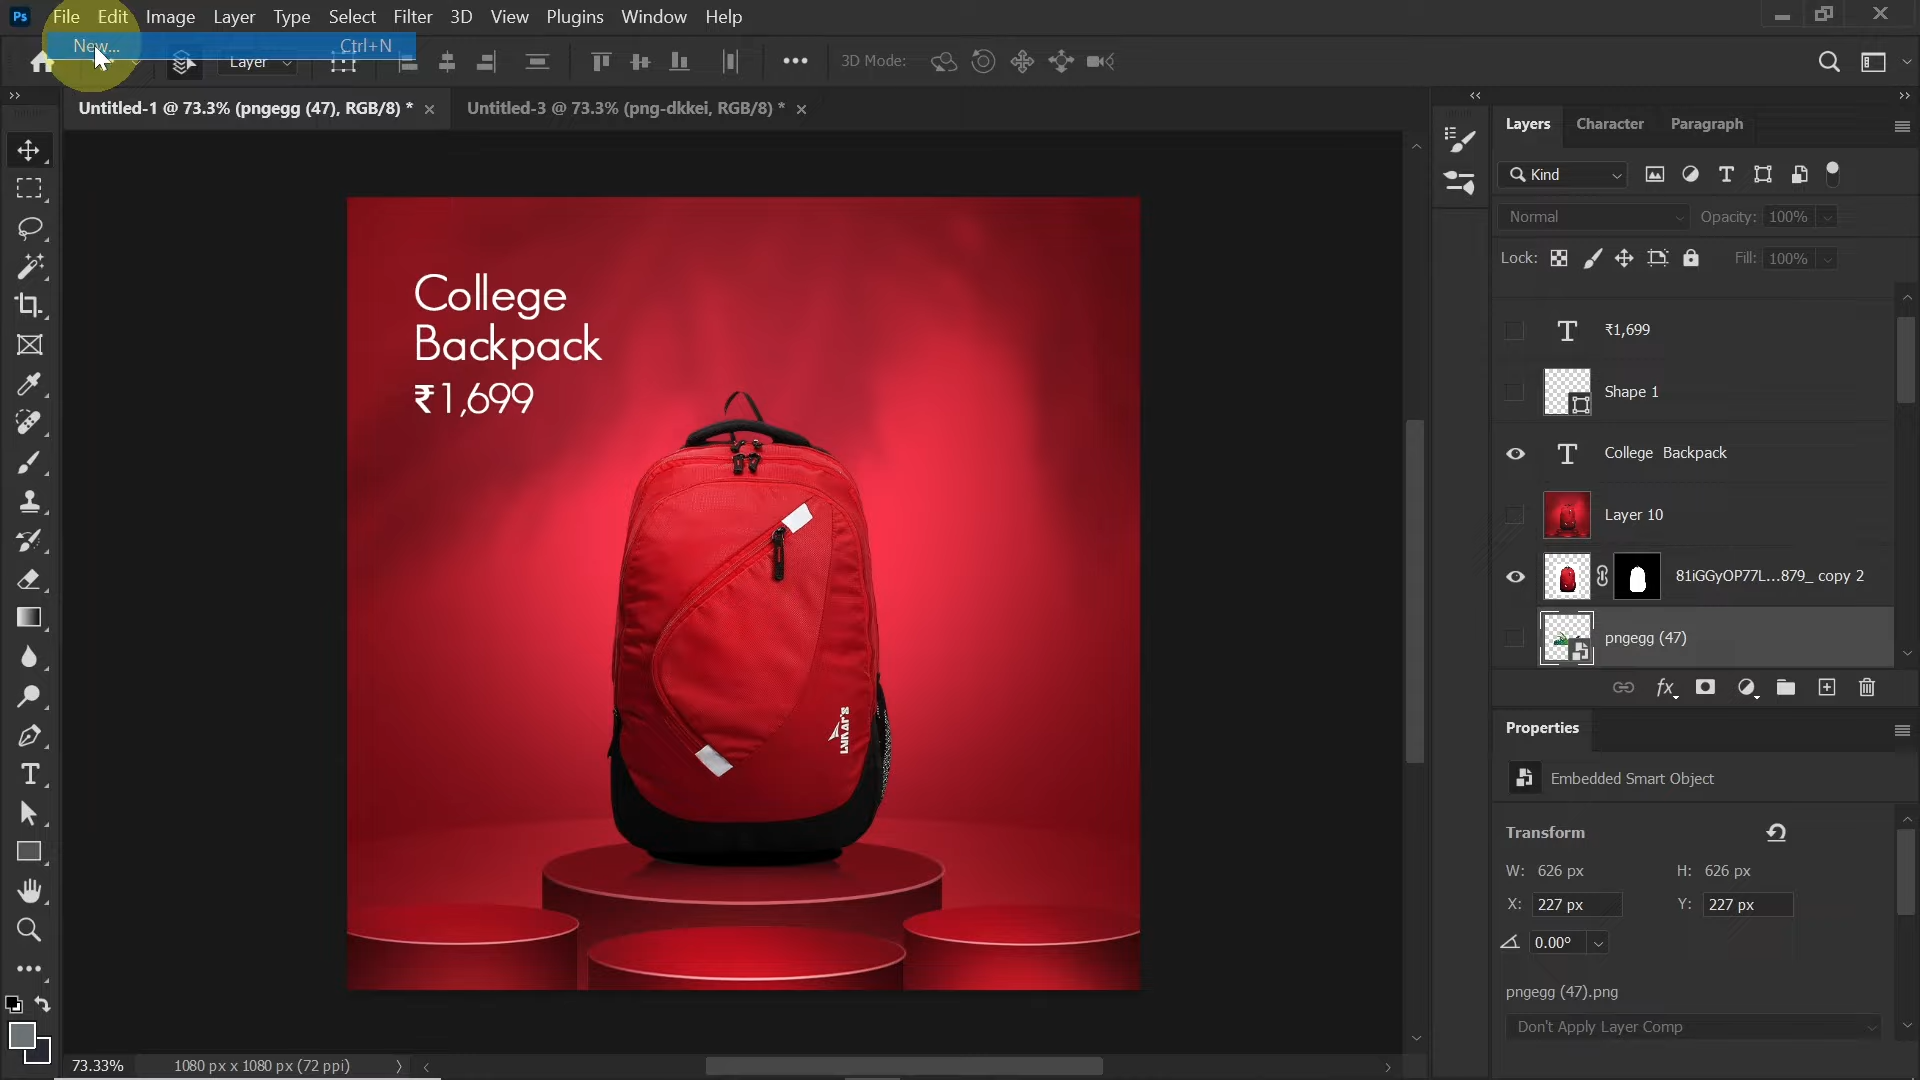 Ps File Edit Image Layer Type Select Filter 3D View Plugins Window Help
New... Ctrl+N
Layer
3D Mode:
Untitled-1 @ 73.3% (pngegg (47), RGB/8) *
Untitled-3 @ 73.3% (png-dkkei, RGB/8) *
Layers Character Paragraph
Kind
Normal Opacity: 100%
Lock: Fill: 100%
College
Backpack
₹1,699
LUNAR'S
₹1,699
Shape 1
College Backpack
Layer 10
81iGGyOP77L...879_ copy 2
pngegg (47)
fx
Properties
Embedded Smart Object
Transform
W: 626 px H: 626 px
X: 227 px Y: 227 px
0.00°
pngegg (47).png
Don't Apply Layer Comp
73.33% 1080 px x 1080 px (72 ppi)